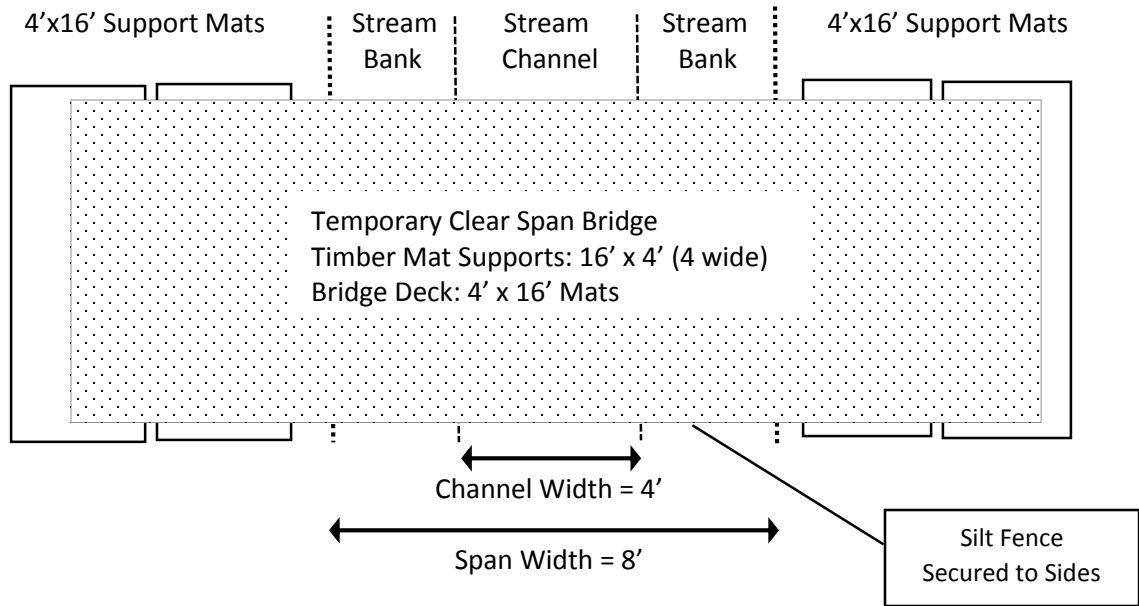 4’x16’ Support Mats
Stream
Bank
Stream
Channel
Stream
Bank
4’x16’ Support Mats
Temporary Clear Span Bridge
Timber Mat Supports: 16’ x 4’ (4 wide)
Bridge Deck: 4’ x 16’ Mats
Channel Width = 4’
Span Width = 8’
Silt Fence
Secured to Sides